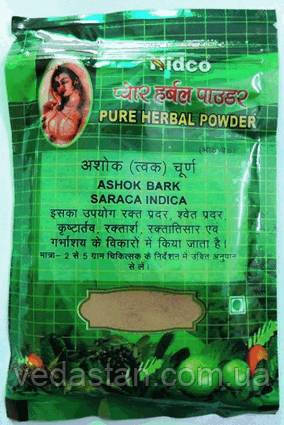 Nidco
प्योर हर्बल पाउडर
PURE HERBAL POWDER
अशोक (त्वक) चूर्ण
ASHOK BARK
SARACA INDICA
इसका उपयोग रक्त प्रदर, श्वेत प्रदर,
कृष्टार्तव, रक्तार्श, रक्तातिसार एवं
गर्भाशय के विकारों में किया जाता है।
मात्रा- 2 से 5 ग्राम चिकित्सक के निर्देशन में उचित अनुपान
से लें।
vedastan.com.ua